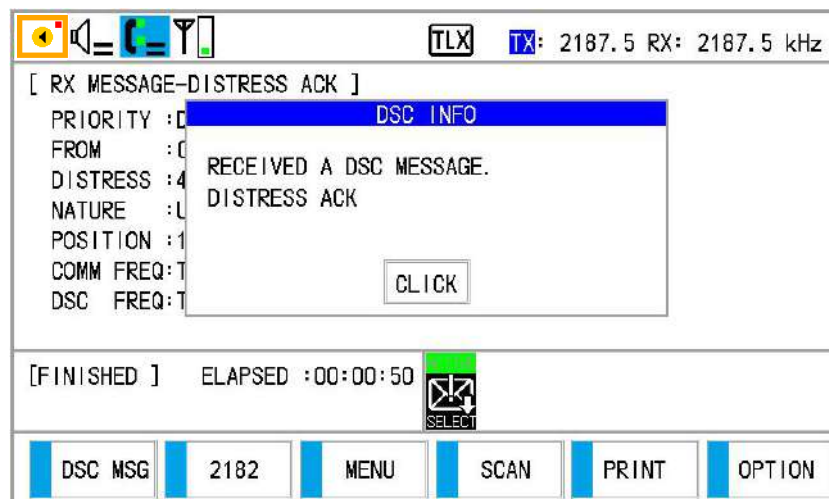 TLX TX: 2187.5 RX: 2187.5 kHz
[ RX MESSAGE-DISTRESS ACK ]
PRIORITY :D
FROM :
DISTRESS :4
NATURE :U
POSITION :1
COMM FREQ:T
DSC FREQ:T
DSC INFO
RECEIVED A DSC MESSAGE.
DISTRESS ACK
CLICK
[FINISHED ] ELAPSED :00:00:50
SELECT
DSC MSG 2182 MENU SCAN PRINT OPTION